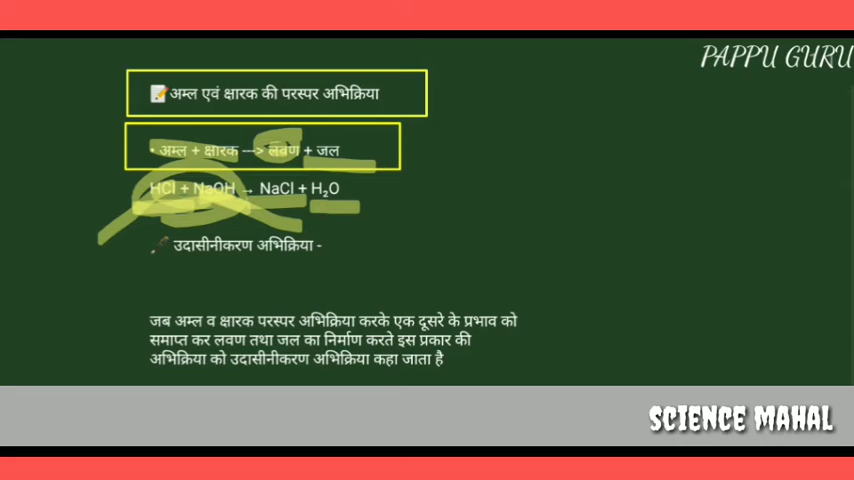 PAPPU GURU
📝अम्ल एवं क्षारक की परस्पर अभिक्रिया
• अम्ल + क्षारक ---> लवण + जल
HCl + NaOH → NaCl + H₂O
उदासीनीकरण अभिक्रिया -
जब अम्ल व क्षारक परस्पर अभिक्रिया करके एक दूसरे के प्रभाव को
समाप्त कर लवण तथा जल का निर्माण करते इस प्रकार की
अभिक्रिया को उदासीनीकरण अभिक्रिया कहा जाता है
SCIENCE MAHAL